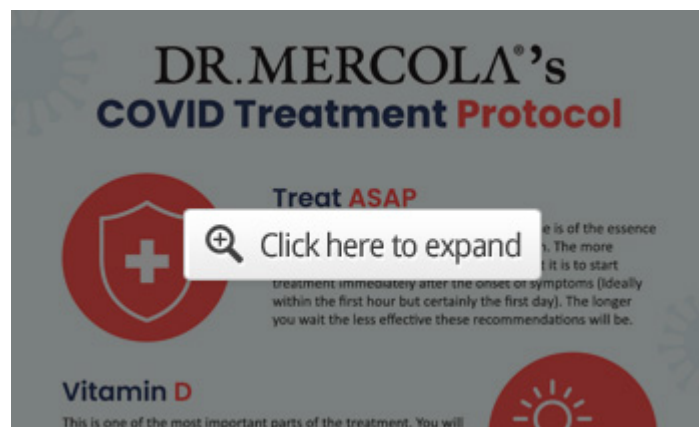 DR. MERCOLA®'s
COVID Treatment Protocol
Treat ASAP
Click here to expand
e is of the essence
. The more
it is to start
treatment immediately after the onset of symptoms (Ideally
within the first hour but certainly the first day). The longer
you wait the less effective these recommendations will be.
Vitamin D
This is one of the most important parts of the treatment. You will